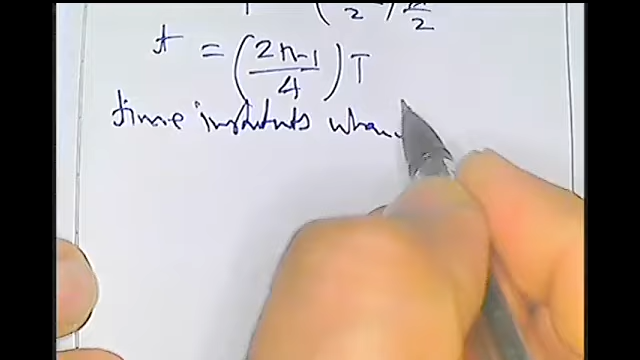 t = (2n-1/4) T
time instants when